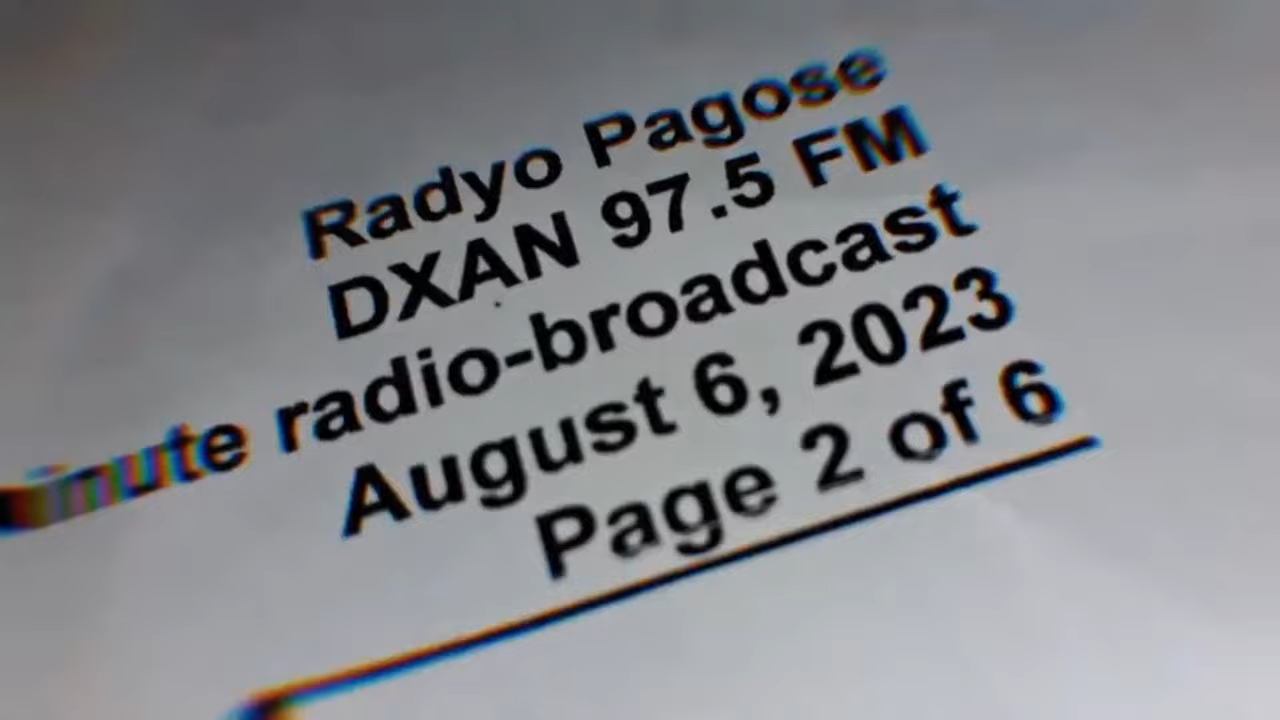 Radyo Pagose
DXAN 97.5 FM
radio-broadcast
August 6, 2023
Page 2 of 6